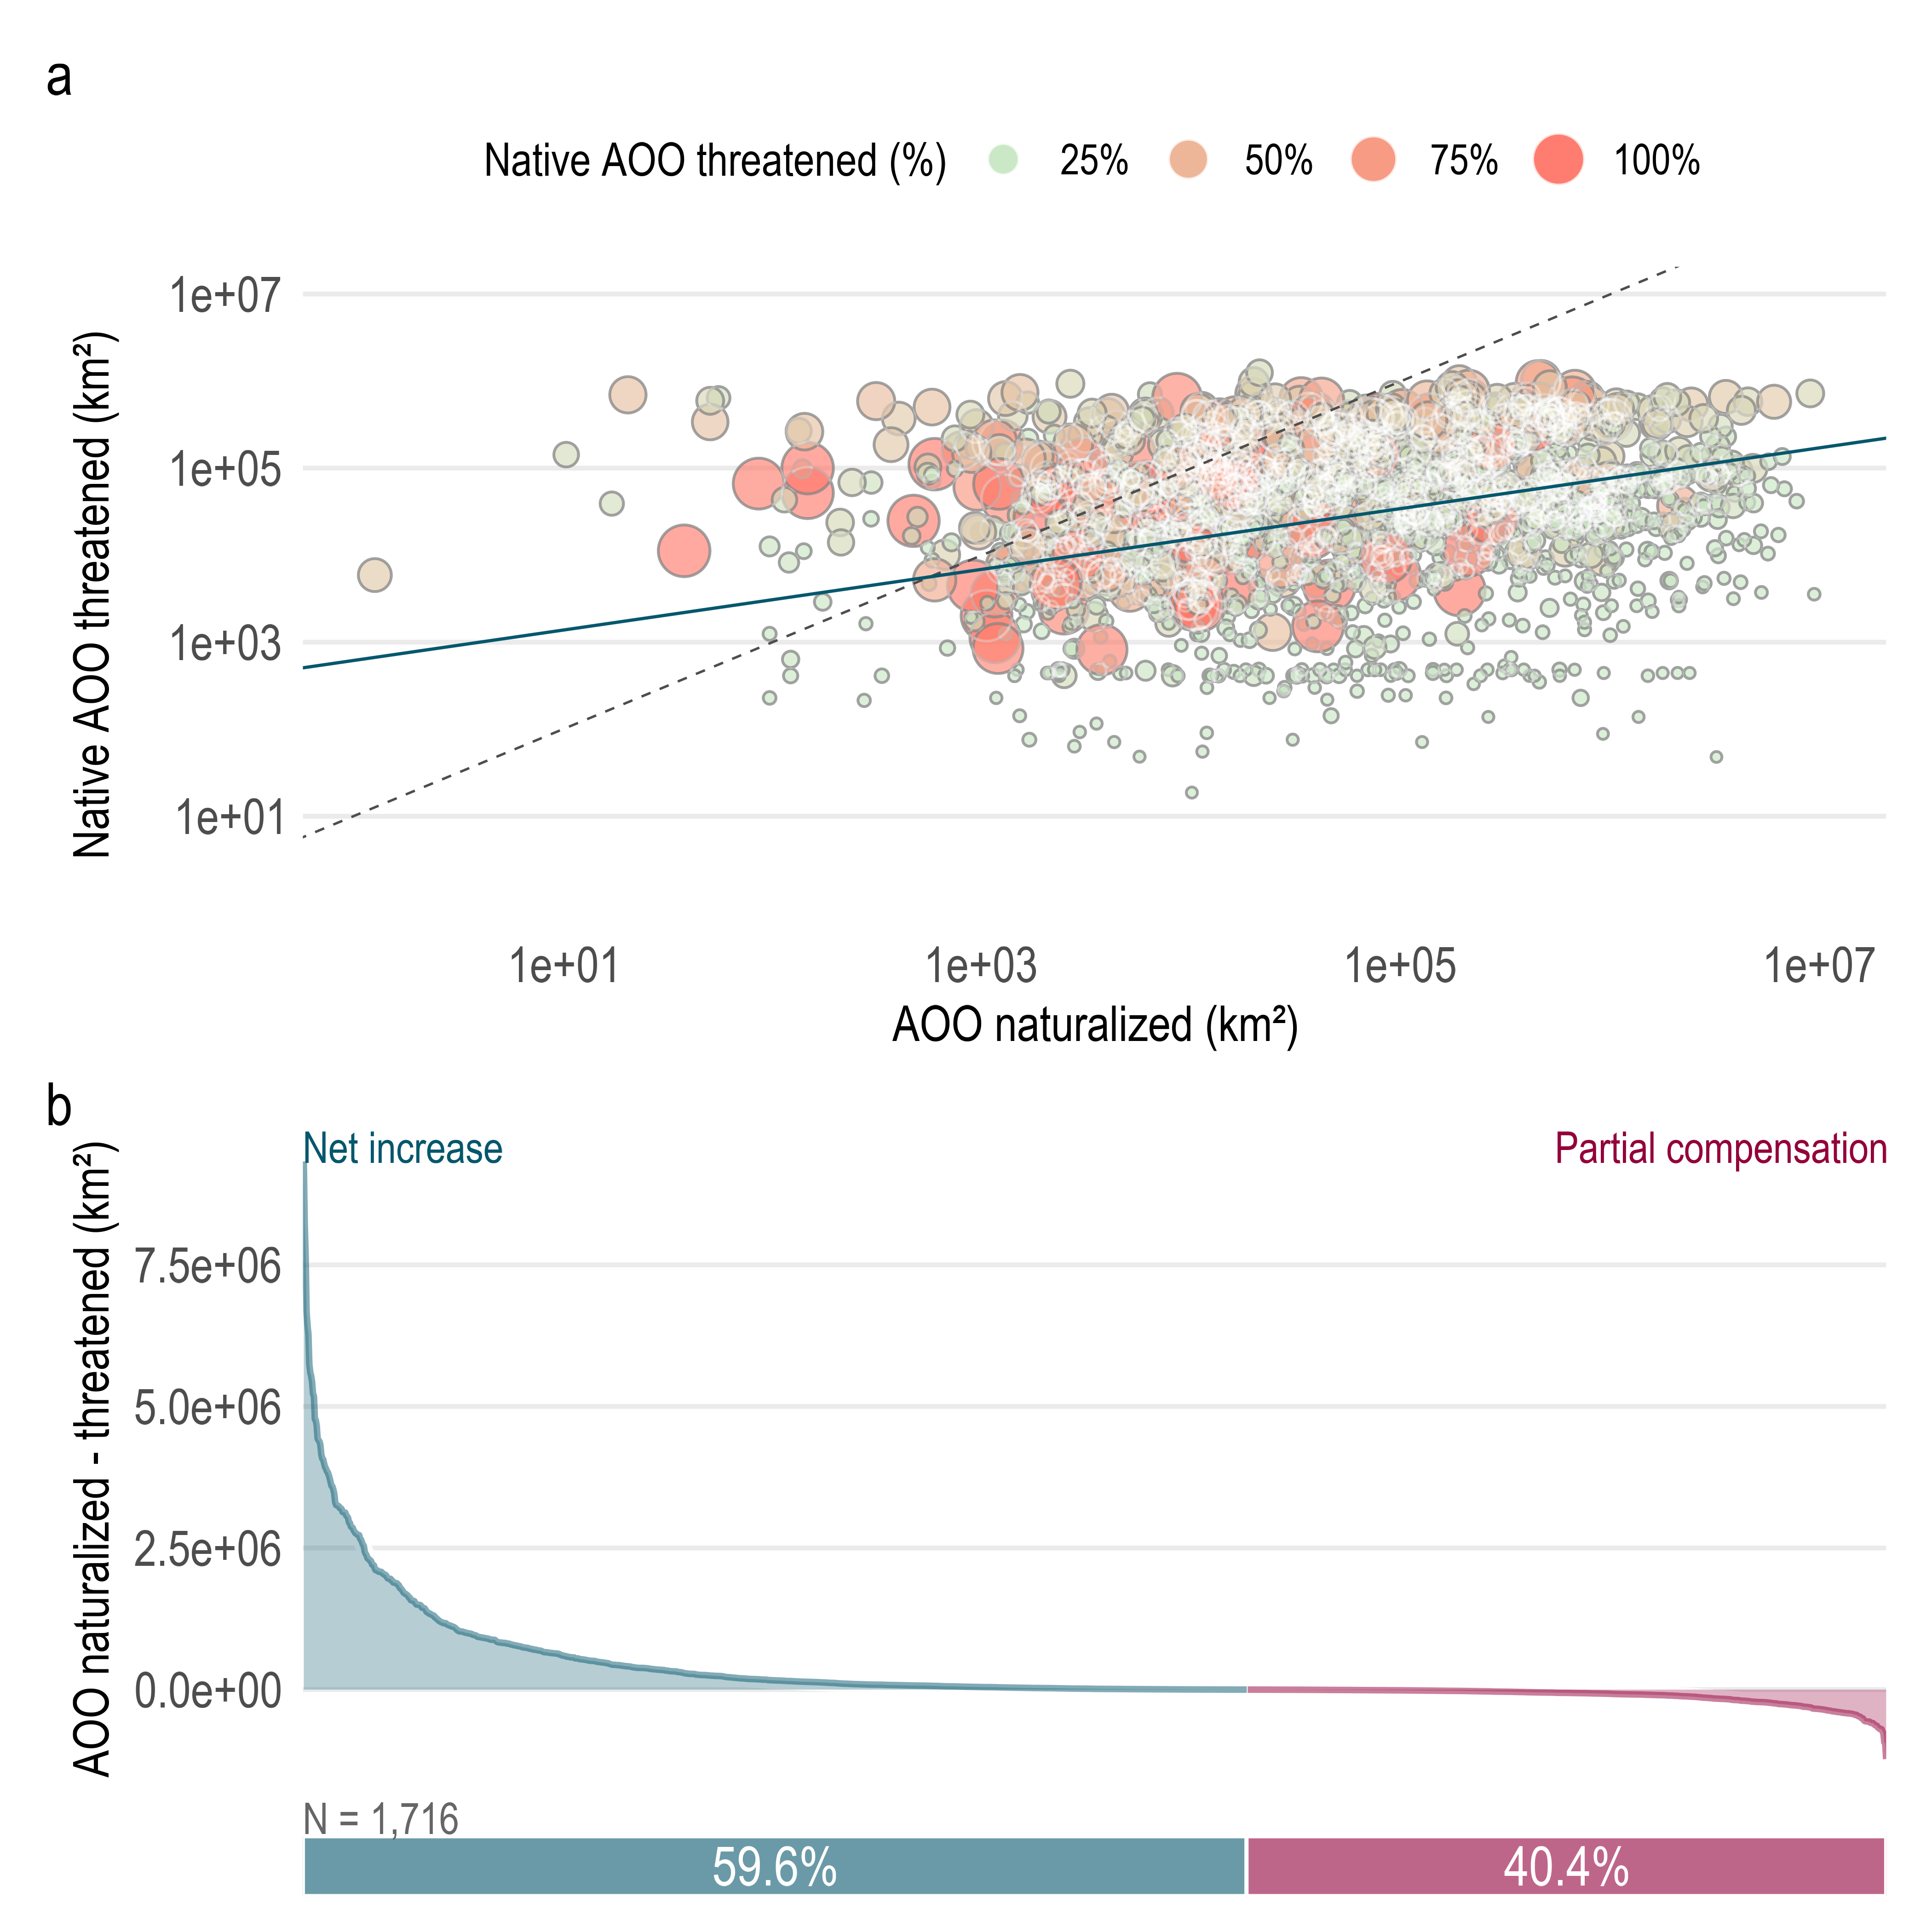 a
Native AOO threatened (%) 25% 50% 75% 100%
Native AOO threatened (km²)
1e+07
1e+05
1e+03
1e+01
1e+01 1e+03 1e+05 1e+07
AOO naturalized (km²)
b
Net increase Partial compensation
AOO naturalized - threatened (km²)
7.5e+06
5.0e+06
2.5e+06
0.0e+00
N = 1,716
59.6% 40.4%